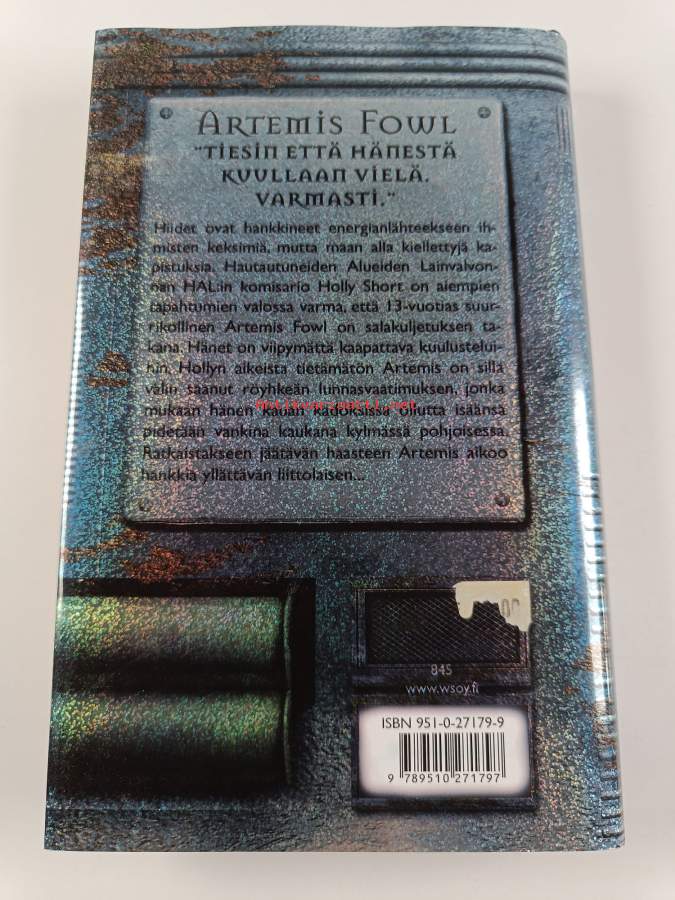 ARTEMIS FOWL
"TIESIN ETTÄ HÄNESTÄ
KUULLAAN VIELÄ.
VARMASTI."
Hiidet ovat hankkineet energianlähteekseen ih-
misten keksimiä, mutta maan alla kiellettyjä ka-
pistuksia. Hautautuneiden Alueiden Lainvalvon-
nan HAL:in komisario Holly Short on aiempien
tapahtumien valossa varma, että 13-vuotias suur-
rikollinen Artemis Fowl on salakuljetuksen ta-
kana. Hänet on viipymättä kaapattava kuulustelui-
hin. Hollyn aikeista tietämätön Artemis on sillä
välin saanut röyhkeän lunnasvaatimuksen, jonka
mukaan hänen kauan kadoksissa ollutta isäänsä
pidetään vankina kaukana kylmässä pohjoisessa.
Ratkaistakseen jäätävän haasteen Artemis aikoo
hankkia yllättävän liittolaisen...
845
www.wsoy.fi
ISBN 951-0-27179-9
9 789510 271797